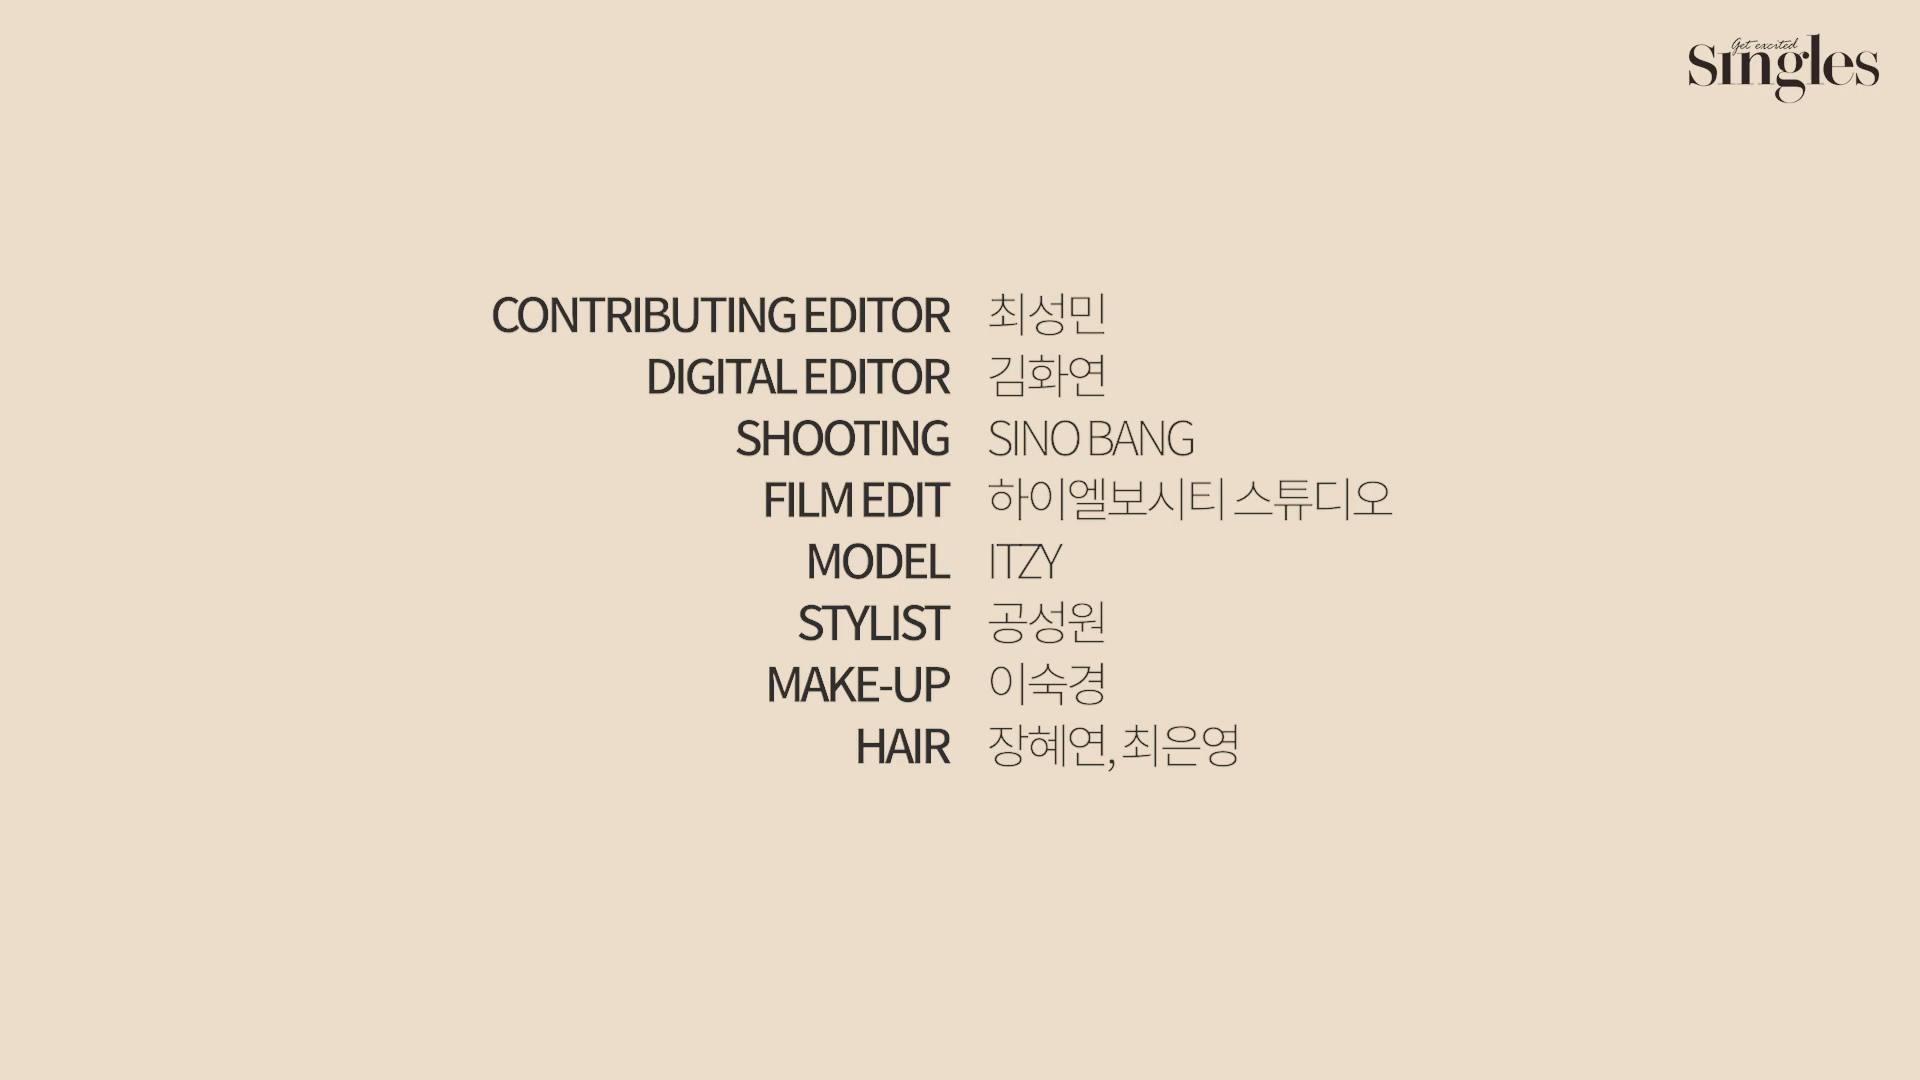 Get excited
Singles
CONTRIBUTING EDITOR 최성민
DIGITAL EDITOR 김화연
SHOOTING SINO BANG
FILM EDIT 하이엘보시티 스튜디오
MODEL ITZY
STYLIST 공성원
MAKE-UP 이숙경
HAIR 장혜연, 최은영